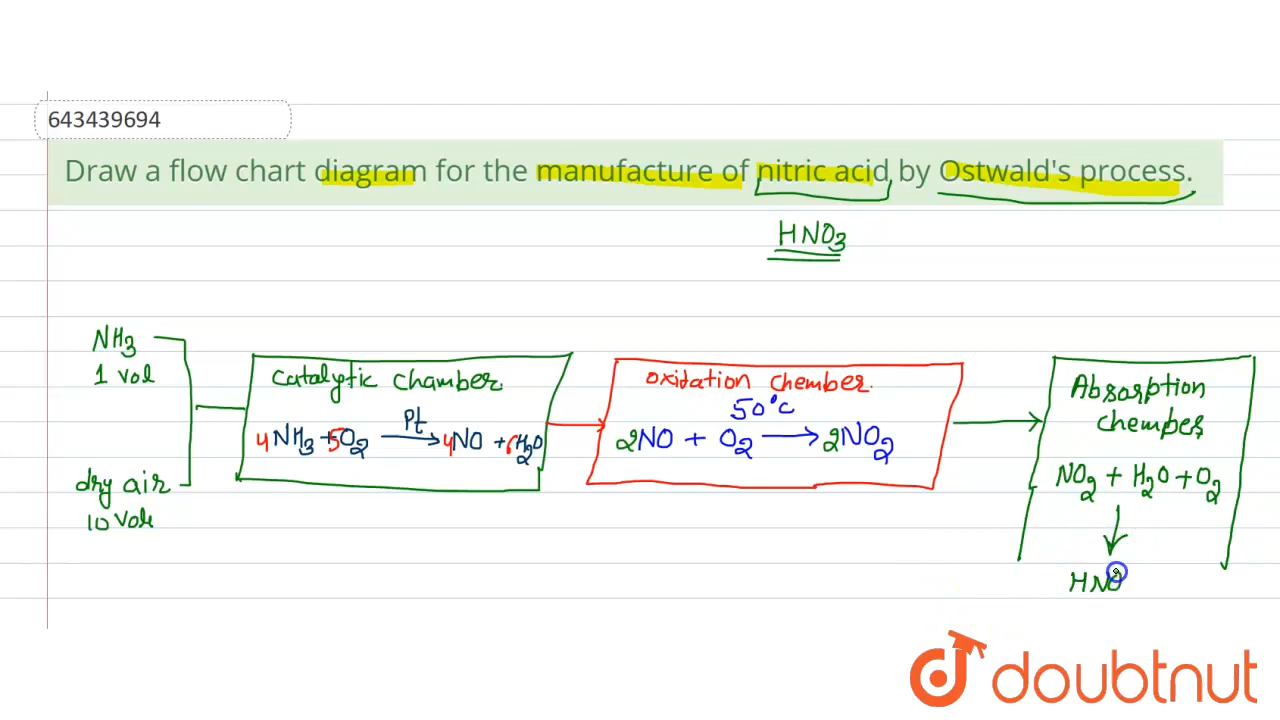 643439694
Draw a flow chart diagram for the manufacture of nitric acid by Ostwald's process.
HNO3
NH3
1 vol
dry air
10 Vol
Catalytic chamber
Pt
4NH3 + 5O2 → 4NO + 6H2O
oxidation chember
50°C
2NO + O2 → 2NO2
Absorption
chember
NO2 + H2O + O2
↓
HNO
doubtnut